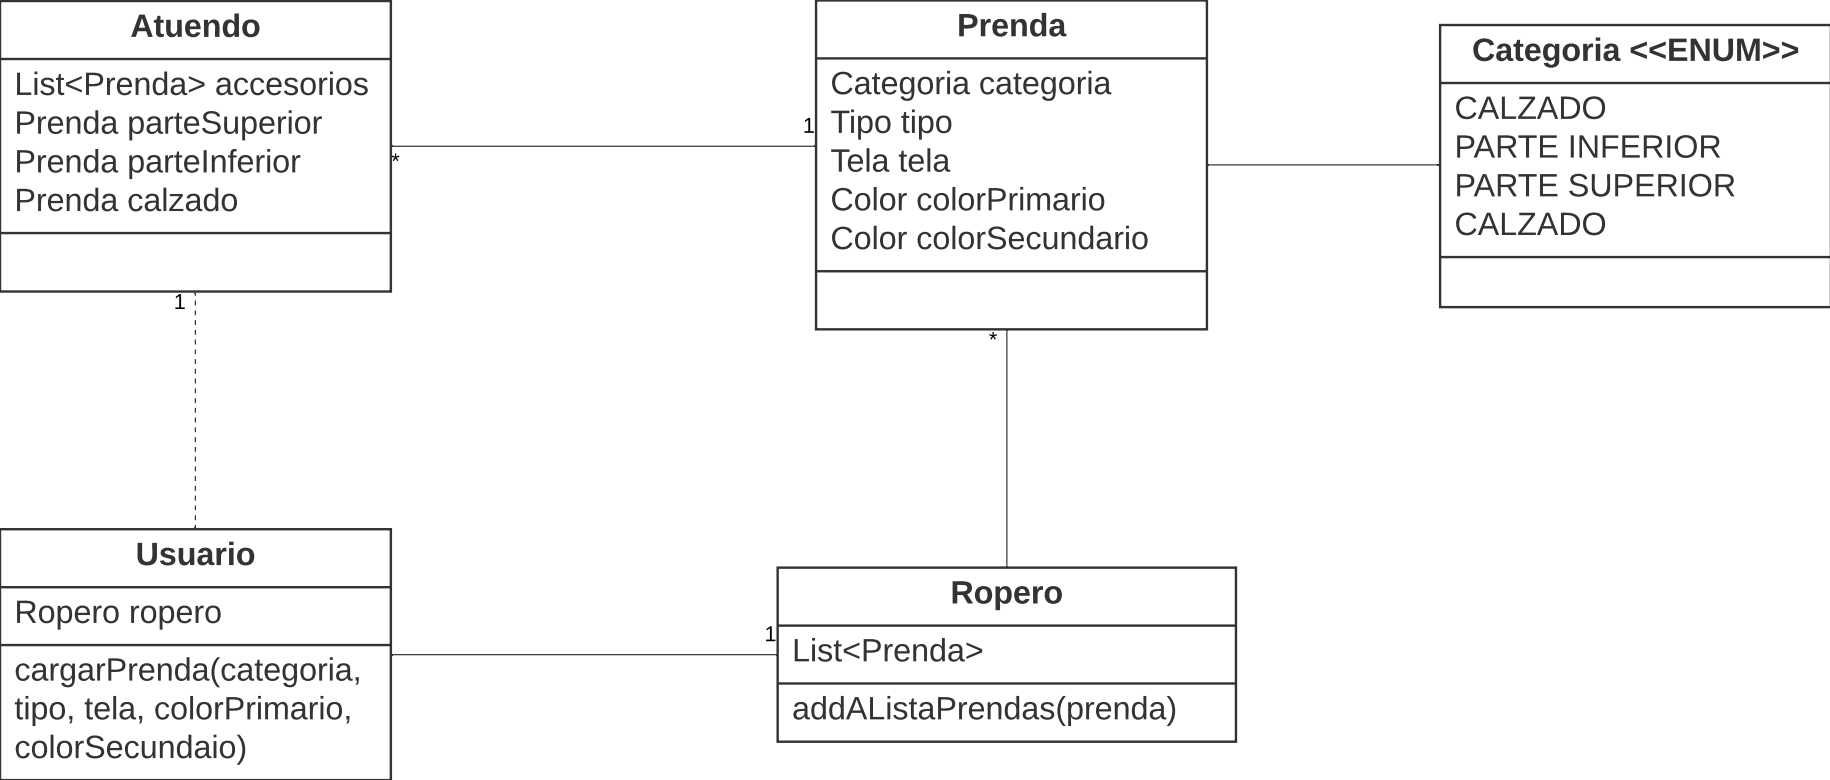 Atuendo
List<Prenda> accesorios
Prenda parteSuperior
Prenda parteInferior
Prenda calzado
*
1
1
Prenda
Categoria categoria
Tipo tipo
Tela tela
Color colorPrimario
Color colorSecundario
*
Categoria <<ENUM>>
CALZADO
PARTE INFERIOR
PARTE SUPERIOR
CALZADO
Usuario
Ropero ropero
cargarPrenda(categoria,
tipo, tela, colorPrimario,
colorSecundaio)
1
Ropero
List<Prenda>
addAListaPrendas(prenda)